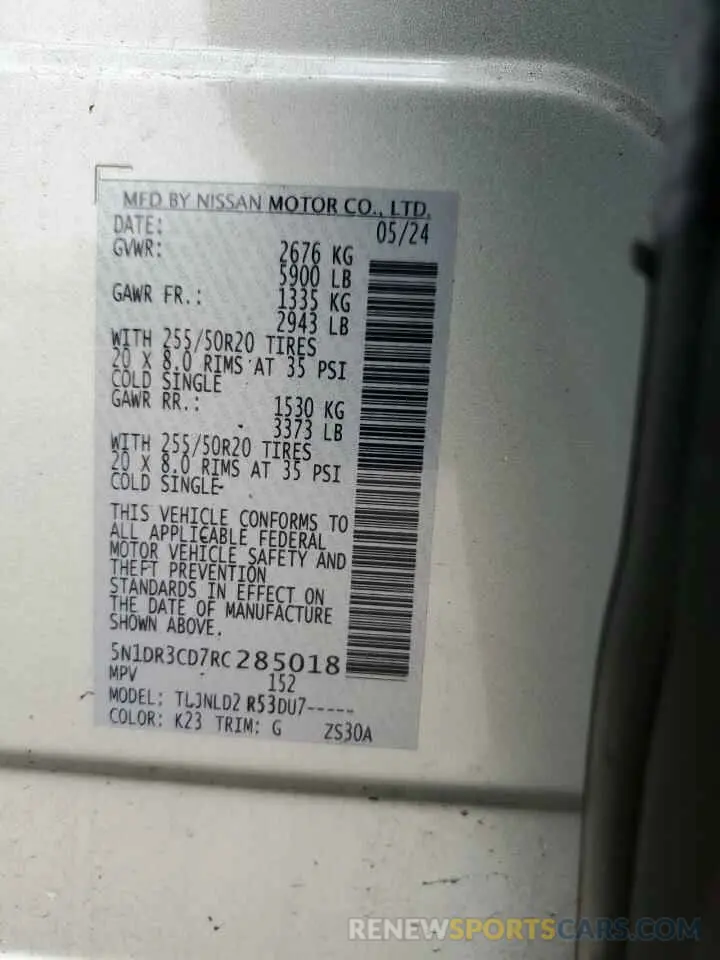 MFD BY NISSAN MOTOR CO., LTD.
DATE: 05/24
GVWR: 2676 KG
5900 LB
GAWR FR.: 1335 KG
2943 LB
WITH 255/50R20 TIRES
20 X 8.0 RIMS AT 35 PSI
COLD SINGLE
GAWR RR.: 1530 KG
3373 LB
WITH 255/50R20 TIRES
20 X 8.0 RIMS AT 35 PSI
COLD SINGLE
THIS VEHICLE CONFORMS TO
ALL APPLICABLE FEDERAL
MOTOR VEHICLE SAFETY AND
THEFT PREVENTION
STANDARDS IN EFFECT ON
THE DATE OF MANUFACTURE
SHOWN ABOVE.
5N1DR3CD7RC285018
MPV 152
MODEL: TLJNLD2 R53DU7-----
COLOR: K23 TRIM: G ZS30A
RENEWSPORTSCARS.COM